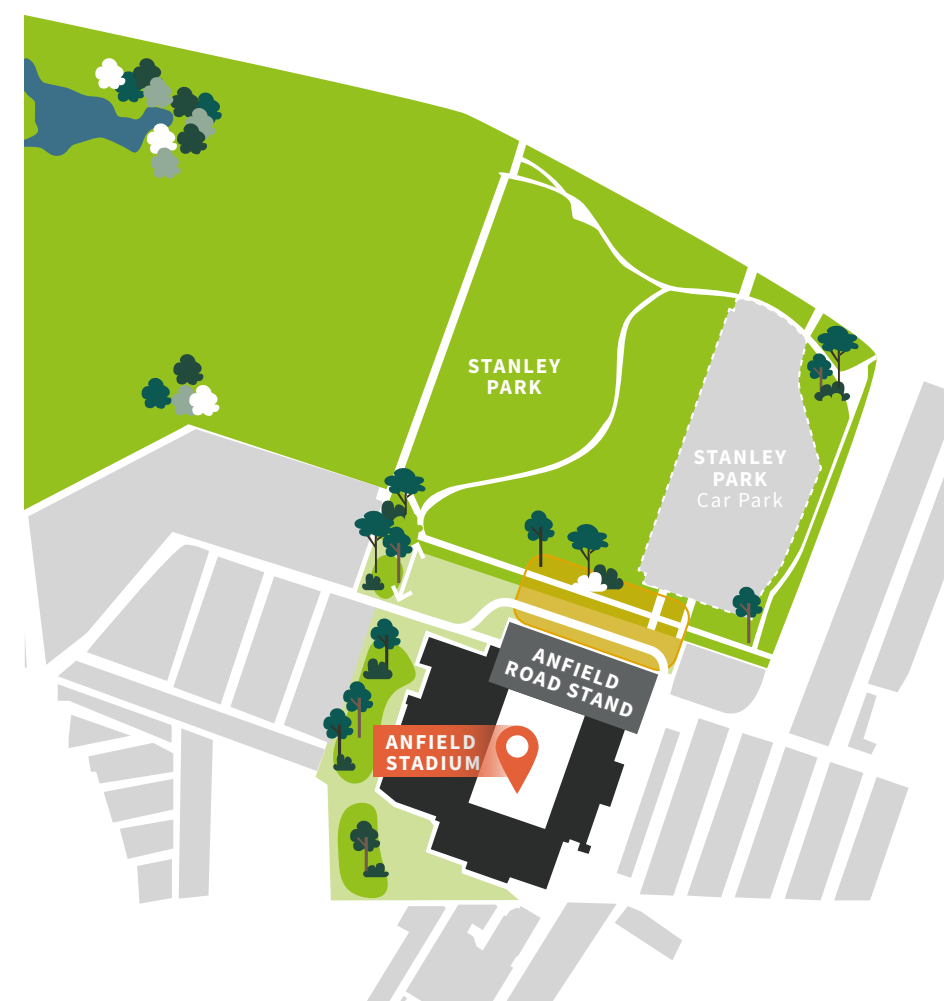 STANLEY
PARK
STANLEY
PARK
Car Park
ANFIELD
ROAD STAND
ANFIELD
STADIUM